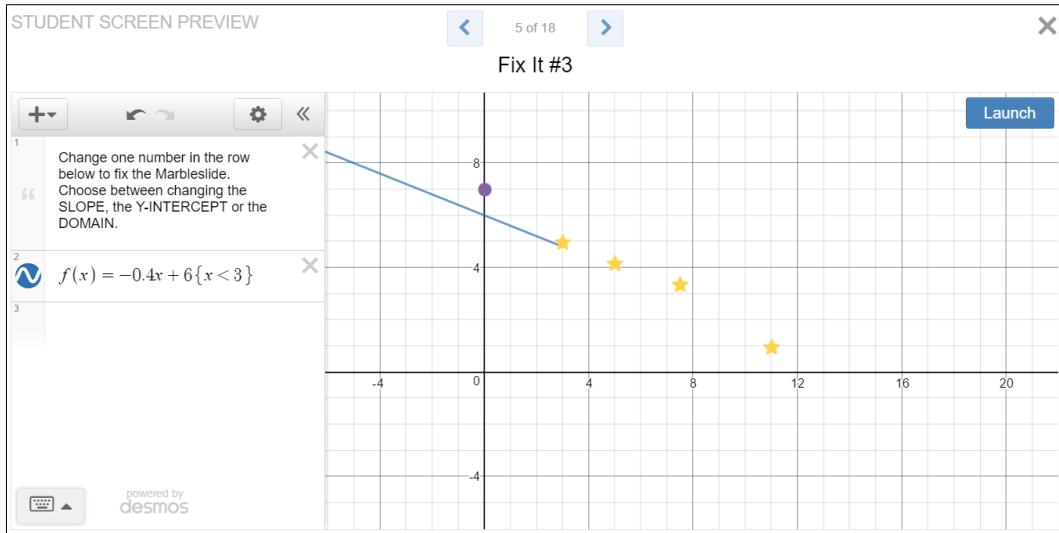 STUDENT SCREEN PREVIEW
5 of 18
Fix It #3
Launch
1
Change one number in the row
below to fix the Marbleslide.
Choose between changing the
SLOPE, the Y-INTERCEPT or the
DOMAIN.
2
f(x) = −0.4x + 6{x < 3}
3
powered by
desmos
8
4
-4
0
4
8
12
16
20
-4